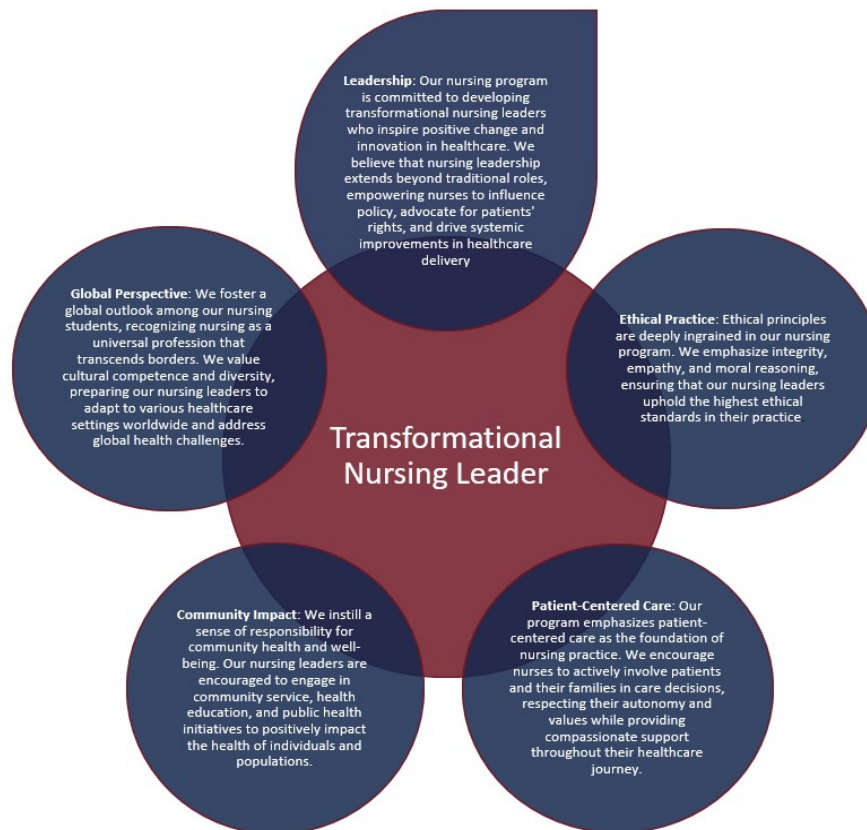 Leadership: Our nursing program
is committed to developing
transformational nursing leaders
who inspire positive change and
innovation in healthcare. We
believe that nursing leadership
extends beyond traditional roles,
empowering nurses to influence
policy, advocate for patients'
rights, and drive systemic
improvements in healthcare
delivery
Global Perspective: We foster a
global outlook among our nursing
students, recognizing nursing as a
universal profession that
transcends borders. We value
cultural competence and diversity,
preparing our nursing leaders to
adapt to various healthcare
settings worldwide and address
global health challenges.
Ethical Practice: Ethical principles
are deeply ingrained in our nursing
program. We emphasize integrity,
empathy, and moral reasoning,
ensuring that our nursing leaders
uphold the highest ethical
standards in their practice.
Transformational
Nursing Leader
Community Impact: We instill a
sense of responsibility for
community health and well-
being. Our nursing leaders are
encouraged to engage in
community service, health
education, and public health
initiatives to positively impact
the health of individuals and
populations.
Patient-Centered Care: Our
program emphasizes patient-
centered care as the foundation of
nursing practice. We encourage
nurses to actively involve patients
and their families in care decisions,
respecting their autonomy and
values while providing
compassionate support
throughout their healthcare
journey.